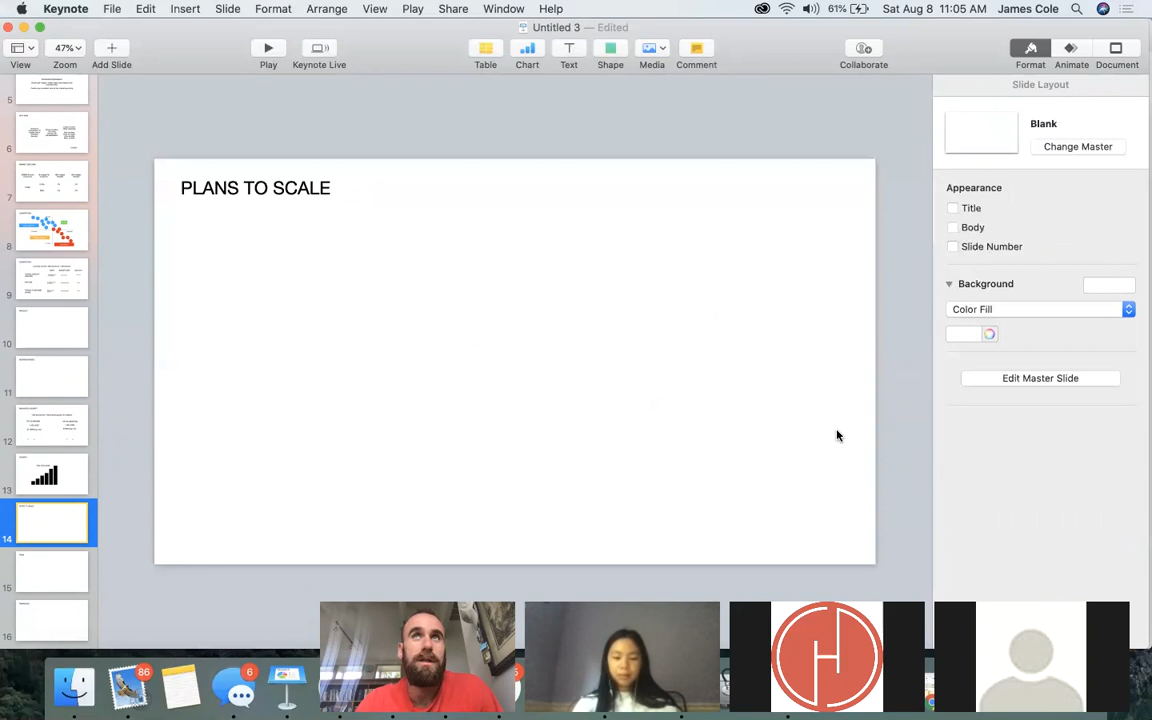 Keynote File Edit Insert Slide Format Arrange View Play Share Window Help 61% Sat Aug 8 11:05 AM James Cole
Untitled 3 — Edited
47%
View Zoom Add Slide Play Keynote Live Table Chart Text Shape Media Comment Collaborate Format Animate Document
Slide Layout
Blank
Change Master
Appearance
Title
Body
Slide Number
Background
Color Fill
Edit Master Slide
PLANS TO SCALE
5
6
7
8
9
10
11
12
13
14
15
16
86
6
H